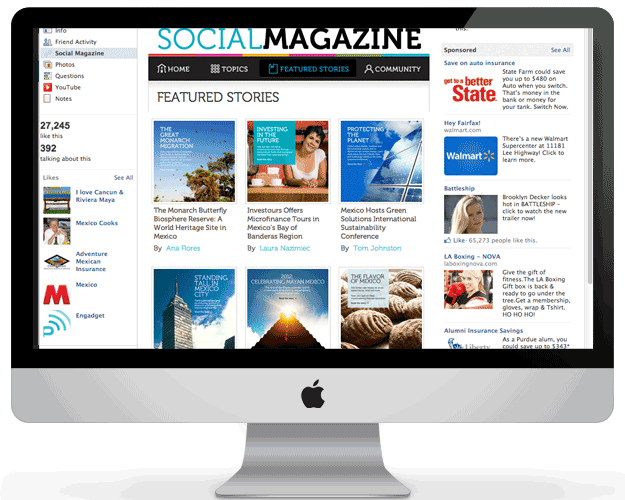 Info
Friend Activity
Social Magazine
Photos
Questions
YouTube
Notes
27,245
like this
392
talking about this
Likes See All
I love Cancun &
Riviera Maya
Mexico Cooks
Adventure
Mexican
Insurance
Mexico
Engadget
SOCIALMAGAZINE
HOME TOPICS FEATURED STORIES COMMUNITY
FEATURED STORIES
THE
GREAT
MONARCH
MIGRATION
The Monarch Butterfly
Biosphere Reserve: A
World Heritage Site in
Mexico
By Ana Flores
INVESTING
IN THE
FUTURE
Investours Offers
Microfinance Tours in
Mexico's Bay of
Banderas Region
By Laura Nazimiec
PROTECTING
THE
PLANET
Mexico Hosts Green
Solutions International
Sustainability
Conference
By Tom Johnston
STANDING
TALL IN
MEXICO
CITY
2012
CELEBRATING MAYAN MEXICO
THE FLAVOR
OF MEXICO
this.
Sponsored See All
Save on auto insurance
get to a better
State
State Farm could save
you up to $480 on
Auto when you switch.
That's money in the
bank or money for
your tank. Switch Now.
Hey Fairfax!
walmart.com
Walmart
There's a new Walmart
Supercenter at 11181
Lee Highway! Click to
learn more.
Battleship
Brooklyn Decker looks
hot in BATTLESHIP -
click to watch the new
trailer now!
Like · 65,273 people like this.
LA Boxing - NOVA
laboxingnova.com
Give the gift of
fitness.The LA Boxing
Gift box is back &
ready to go under the
tree.Get a membership,
gloves, wrap & Tshirt.
HO HO HO!
Alumni Insurance Savings
Liberty
As a Purdue alum, you
could save up to $343*